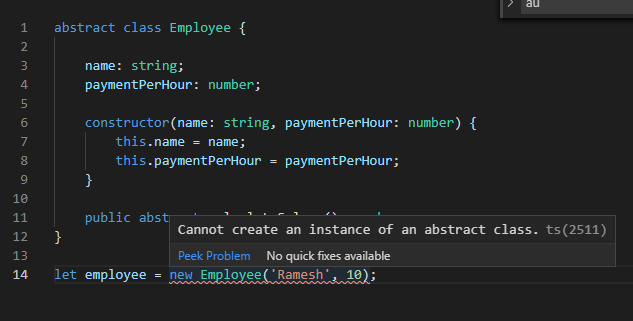 au
1 abstract class Employee {
2
3 name: string;
4 paymentPerHour: number;
5
6 constructor(name: string, paymentPerHour: number) {
7 this.name = name;
8 this.paymentPerHour = paymentPerHour;
9 }
10
11 public
12 }
Cannot create an instance of an abstract class. ts(2511)
Peek Problem No quick fixes available
13
14 let employee = new Employee('Ramesh', 10);